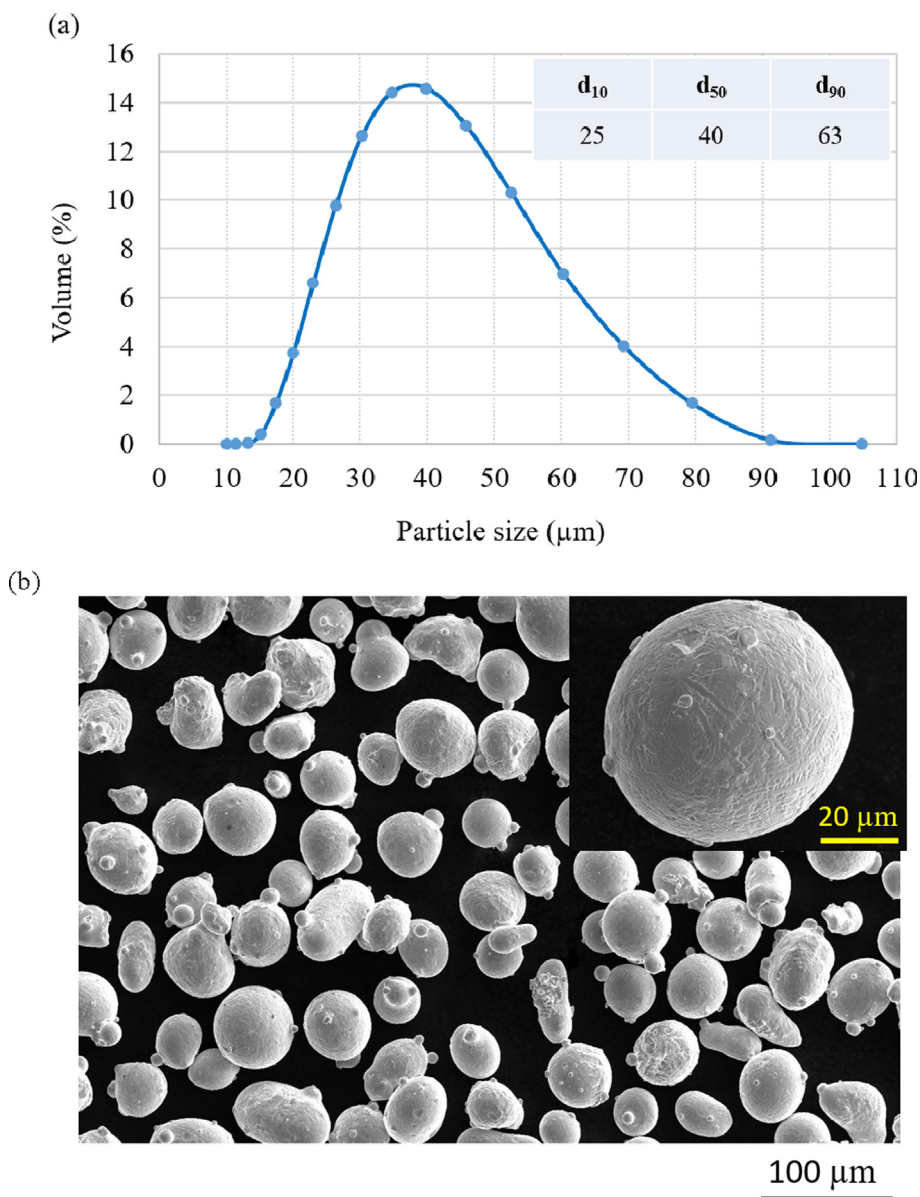 (a)
16
14
12
10
8
6
4
2
0
Volume (%)
d₁₀ d₅₀ d₉₀
25 40 63
0 10 20 30 40 50 60 70 80 90 100 110
Particle size (µm)
(b)
20 µm
100 µm